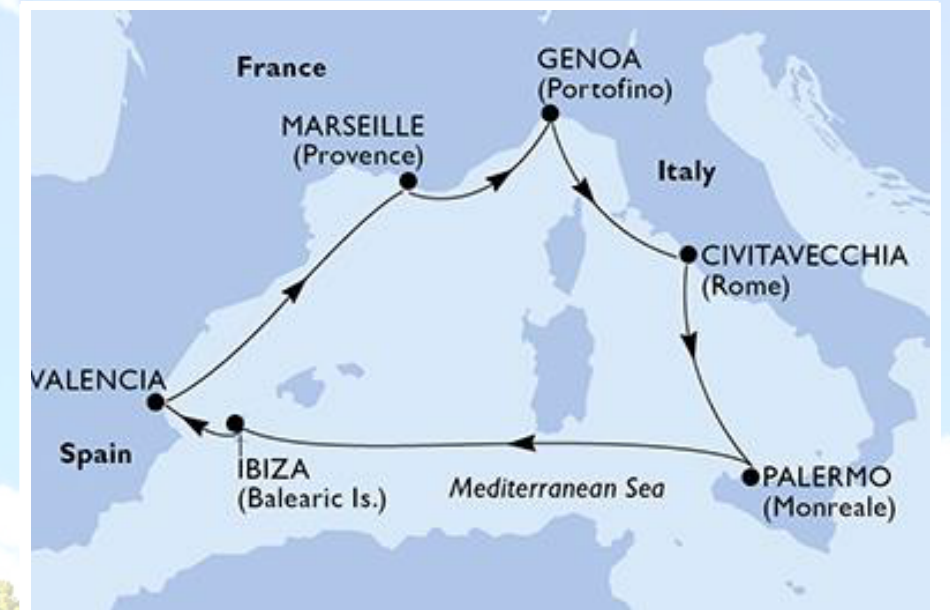 France
GENOA
(Portofino)
MARSEILLE
(Provence)
Italy
CIVITAVECCHIA
(Rome)
VALENCIA
Spain
IBIZA
(Balearic Is.)
Mediterranean Sea
PALERMO
(Monreale)